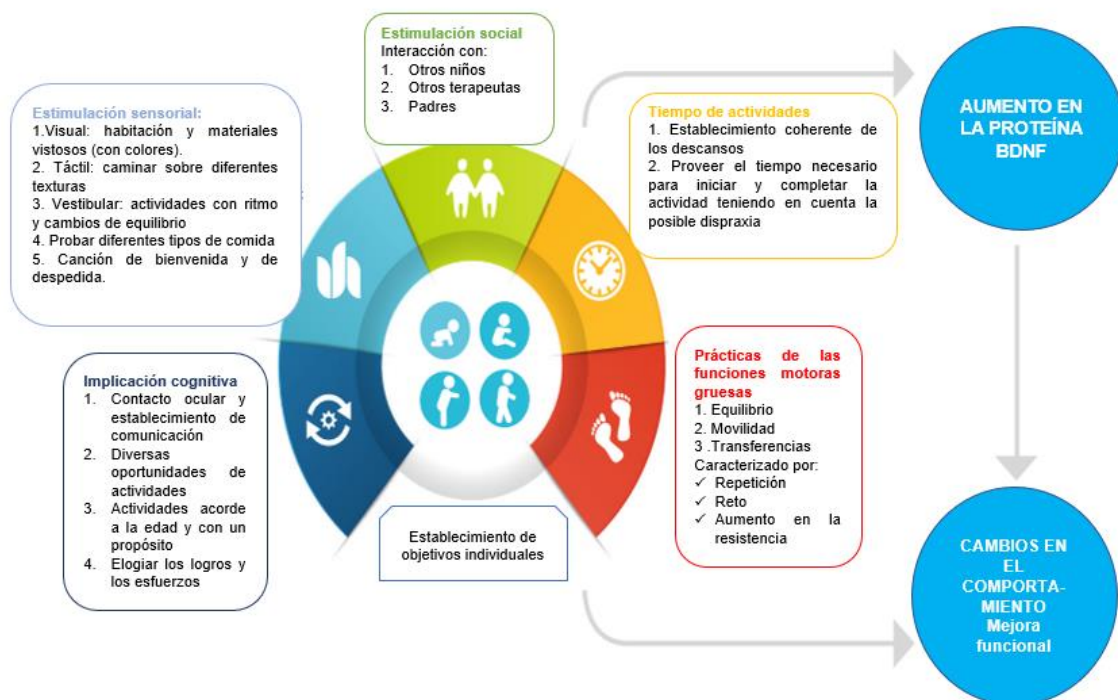 Estimulación social
Interacción con:
1. Otros niños
2. Otros terapeutas
3. Padres
Estimulación sensorial:
1.Visual: habitación y materiales
vistosos (con colores).
2. Táctil: caminar sobre diferentes
texturas
3. Vestibular: actividades con ritmo
y cambios de equilibrio
4. Probar diferentes tipos de comida
5. Canción de bienvenida y de
despedida.
Tiempo de actividades
1. Establecimiento coherente de
los descansos
2. Proveer el tiempo necesario
para iniciar y completar la
actividad teniendo en cuenta la
posible dispraxia
AUMENTO EN
LA PROTEÍNA
BDNF
Implicación cognitiva
1. Contacto ocular y
establecimiento de
comunicación
2. Diversas
oportunidades de
actividades
3. Actividades acorde
a la edad y con un
propósito
4. Elogiar los logros y
los esfuerzos
Establecimiento de
objetivos individuales
Prácticas de las
funciones motoras
gruesas
1. Equilibrio
2. Movilidad
3 .Transferencias
Caracterizado por:
✓ Repetición
✓ Reto
✓ Aumento en la
resistencia
CAMBIOS EN
EL
COMPORTA-
MIENTO
Mejora
funcional